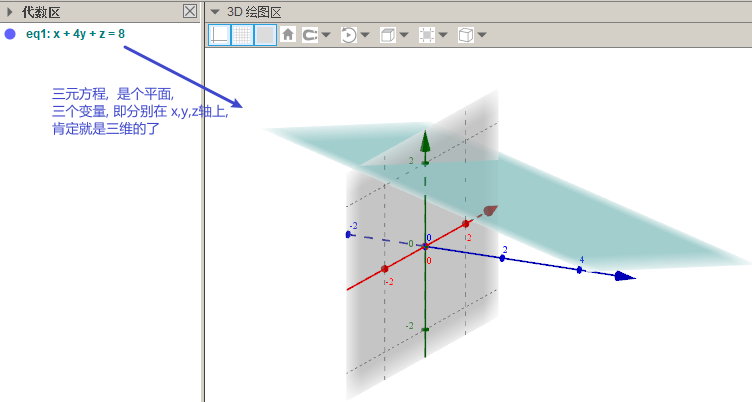 代数区
3D 绘图区
eq1: x + 4y + z = 8
三元方程, 是个平面,
三个变量, 即分别在 x,y,z轴上,
肯定就是三维的了
2
-2
0
2
0
2
4
0
-2
-2